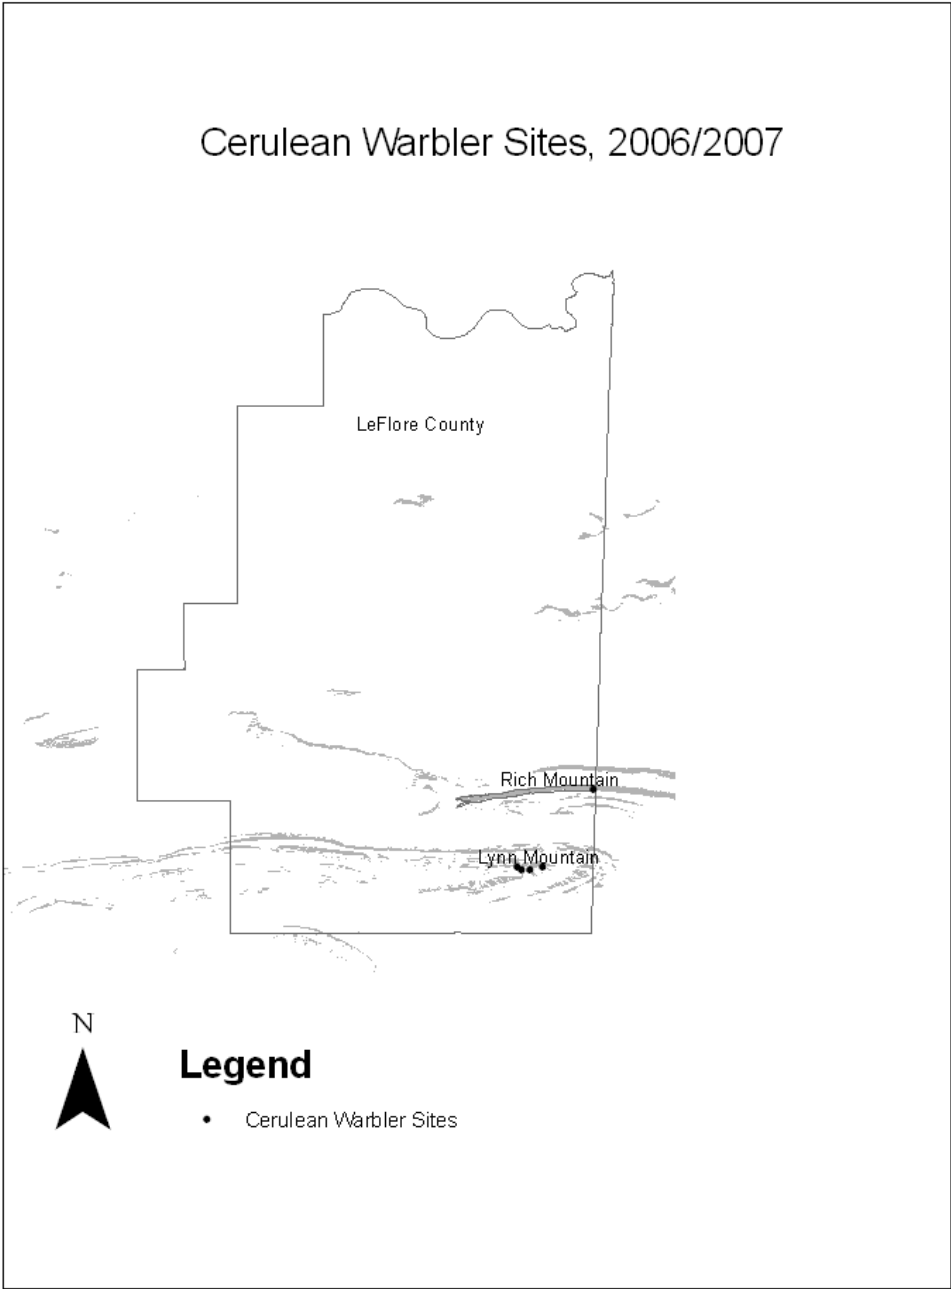 Cerulean Warbler Sites, 2006/2007
LeFlore County
Rich Mountain
Lynn Mountain
N
Legend
Cerulean Warbler Sites